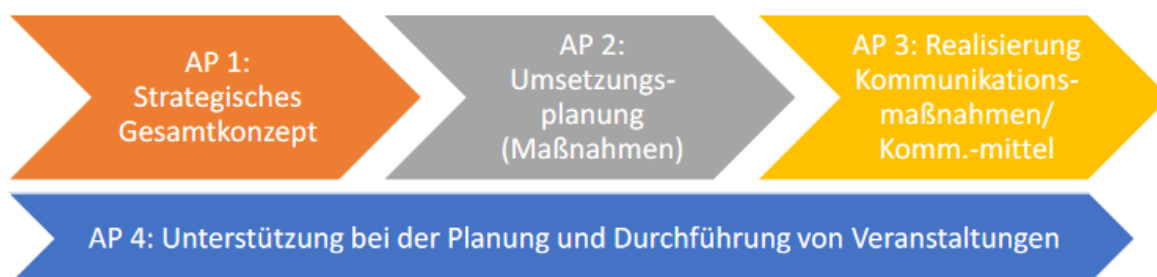 AP 1:
Strategisches
Gesamtkonzept
AP 2:
Umsetzungs-
planung
(Maßnahmen)
AP 3: Realisierung
Kommunikations-
maßnahmen/
Komm.-mittel
AP 4: Unterstützung bei der Planung und Durchführung von Veranstaltungen